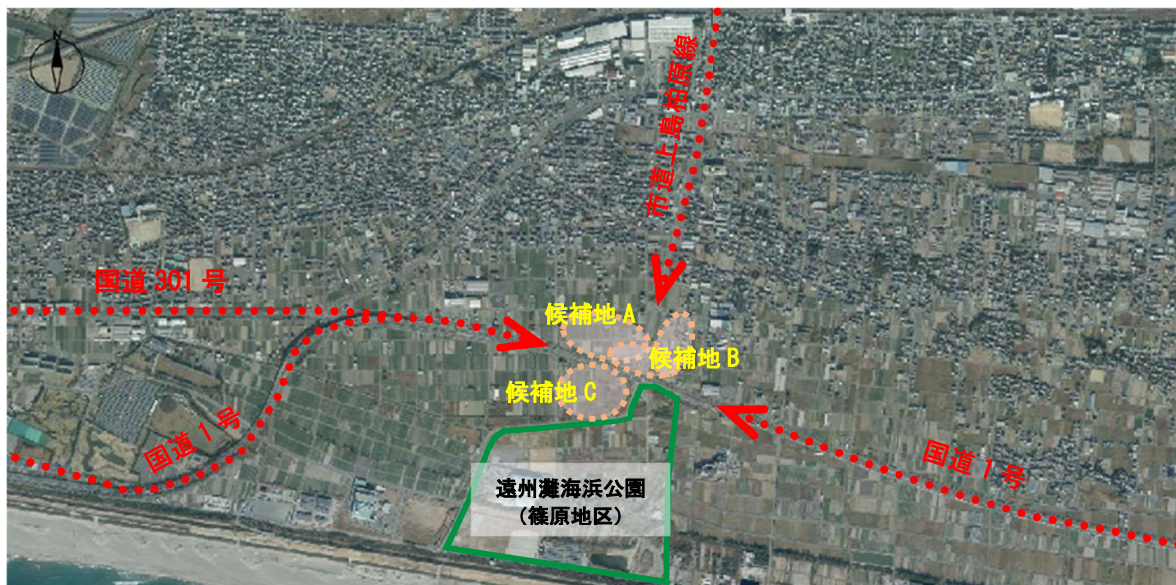 N
市道上島柏原線
国道 301 号
候補地 A
候補地 B
候補地 C
国道 1 号
国道 1 号
遠州灘海浜公園
(篠原地区)